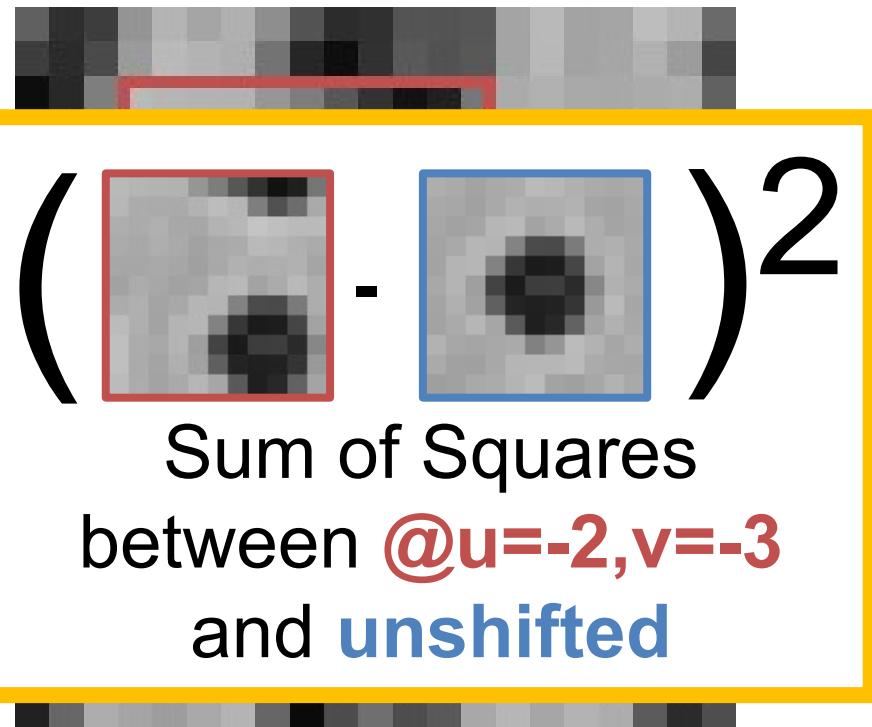 ( - )2
Sum of Squares
between @u=-2,v=-3
and unshifted